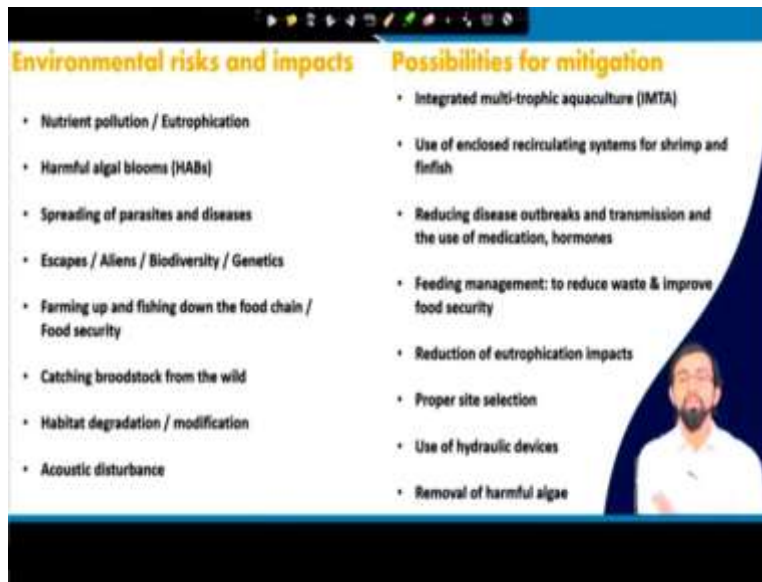 Environmental risks and impacts
• Nutrient pollution / Eutrophication
• Harmful algal blooms (HABs)
• Spreading of parasites and diseases
• Escapes / Aliens / Biodiversity / Genetics
• Farming up and fishing down the food chain /
Food security
• Catching broodstock from the wild
• Habitat degradation / modification
• Acoustic disturbance
Possibilities for mitigation
• Integrated multi-trophic aquaculture (IMTA)
• Use of enclosed recirculating systems for shrimp and
finfish
• Reducing disease outbreaks and transmission and
the use of medication, hormones
• Feeding management: to reduce waste & improve
food security
• Reduction of eutrophication impacts
• Proper site selection
• Use of hydraulic devices
• Removal of harmful algae